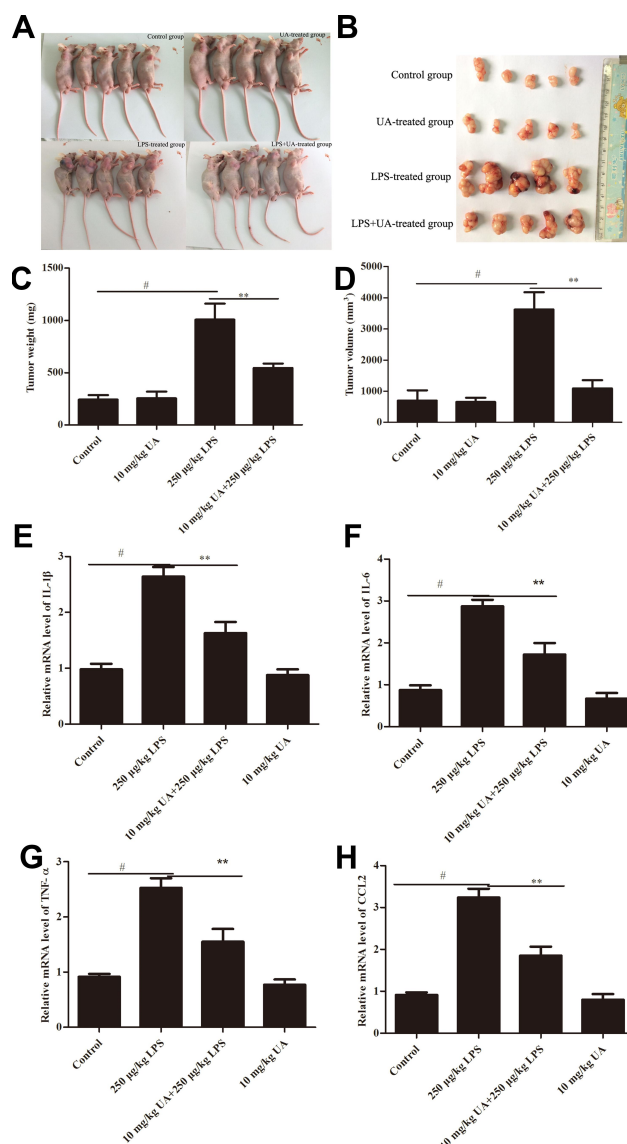 A
B
Control group
UA-treated group
LPS-treated group
LPS+UA-treated group
Control group
UA-treated group
LPS-treated group
LPS+UA-treated group
C
D
Tumor weight (mg)
1500
1000
500
0
#
**
Control
10 mg/kg UA
250 µg/kg LPS
10 mg/kg UA+250 µg/kg LPS
Tumor volume (mm³)
5000
4000
3000
2000
1000
0
#
**
Control
10 mg/kg UA
250 µg/kg LPS
10 mg/kg UA+250 µg/kg LPS
E
F
Relative mRNA level of IL-1β
3
2
1
0
#
**
Control
250 µg/kg LPS
10 mg/kg UA+250 µg/kg LPS
10 mg/kg UA
Relative mRNA level of IL-6
4
3
2
1
0
#
**
Control
250 µg/kg LPS
10 mg/kg UA+250 µg/kg LPS
10 mg/kg UA
G
H
Relative mRNA level of TNF- α
3
2
1
0
#
**
Control
250 µg/kg LPS
10 mg/kg UA+250 µg/kg LPS
10 mg/kg UA
Relative mRNA level of CCL2
4
3
2
1
0
#
**
Control
250 µg/kg LPS
10 mg/kg UA+250 µg/kg LPS
10 mg/kg UA